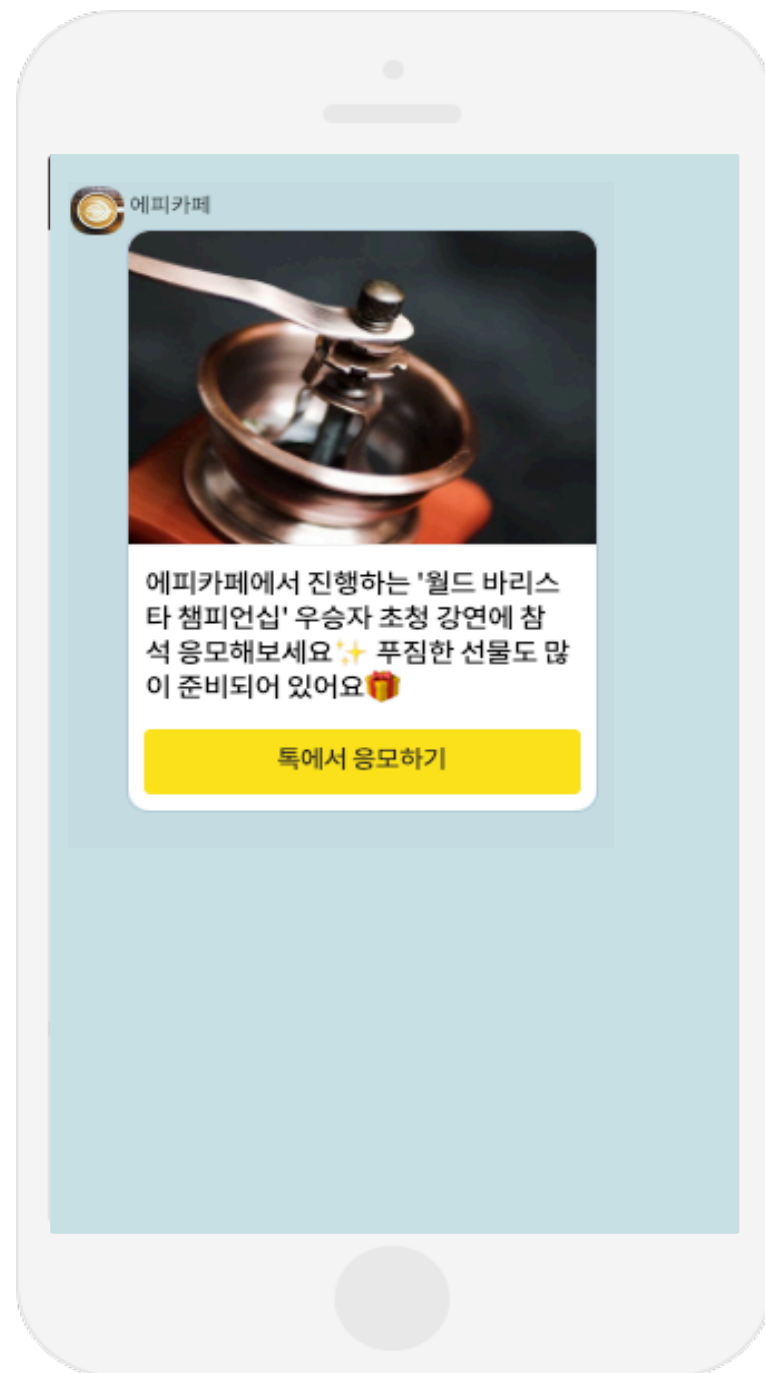 에피카페
에피카페에서 진행하는 '월드 바리스
타 챔피언십' 우승자 초청 강연에 참
석 응모해보세요✨ 푸짐한 선물도 많
이 준비되어 있어요🎁
톡에서 응모하기